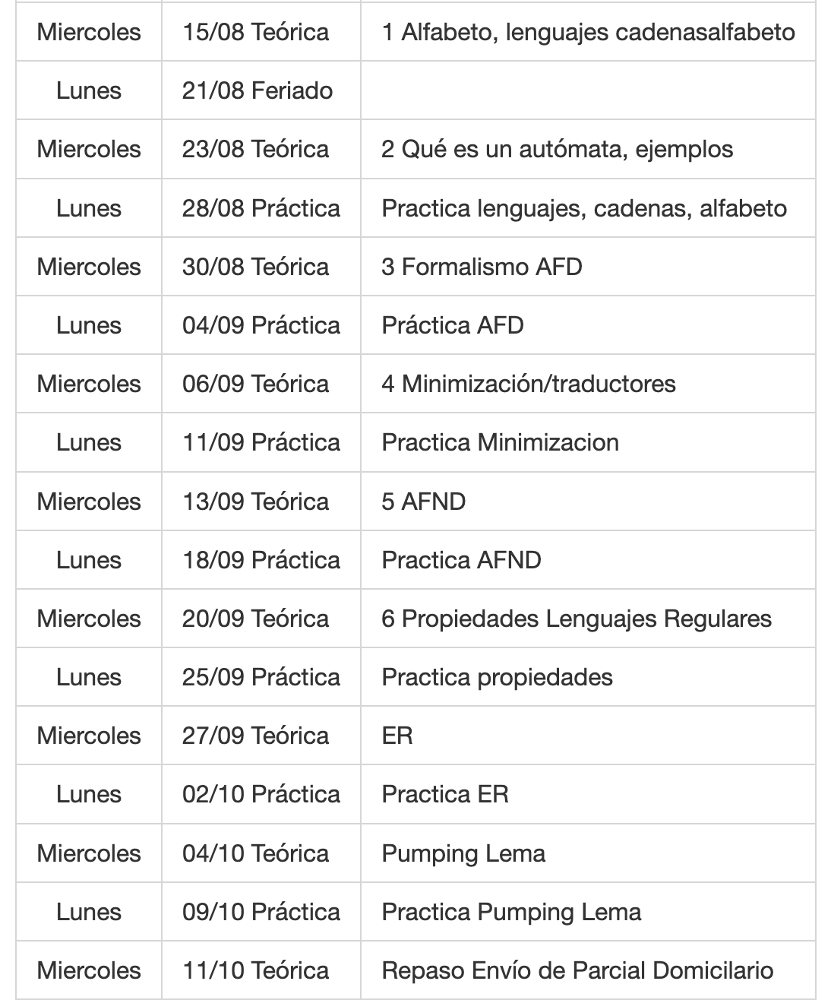 Miercoles 15/08 Teórica 1 Alfabeto, lenguajes cadenasalfabeto
Lunes 21/08 Feriado
Miercoles 23/08 Teórica 2 Qué es un autómata, ejemplos
Lunes 28/08 Práctica Practica lenguajes, cadenas, alfabeto
Miercoles 30/08 Teórica 3 Formalismo AFD
Lunes 04/09 Práctica Práctica AFD
Miercoles 06/09 Teórica 4 Minimización/traductores
Lunes 11/09 Práctica Practica Minimizacion
Miercoles 13/09 Teórica 5 AFND
Lunes 18/09 Práctica Practica AFND
Miercoles 20/09 Teórica 6 Propiedades Lenguajes Regulares
Lunes 25/09 Práctica Practica propiedades
Miercoles 27/09 Teórica ER
Lunes 02/10 Práctica Practica ER
Miercoles 04/10 Teórica Pumping Lema
Lunes 09/10 Práctica Practica Pumping Lema
Miercoles 11/10 Teórica Repaso Envío de Parcial Domicilario